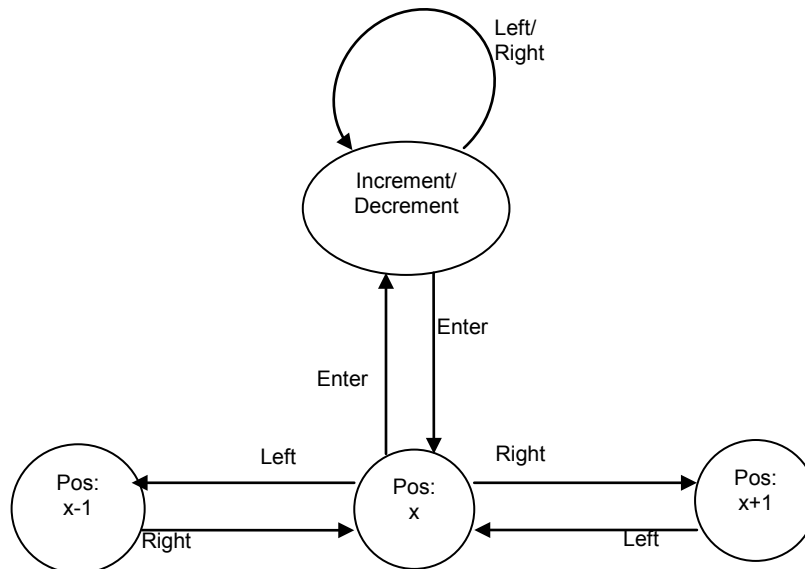 Left/
Right
Increment/
Decrement
Enter
Enter
Left
Right
Pos:
x-1
Pos:
x
Pos:
x+1
Right
Left